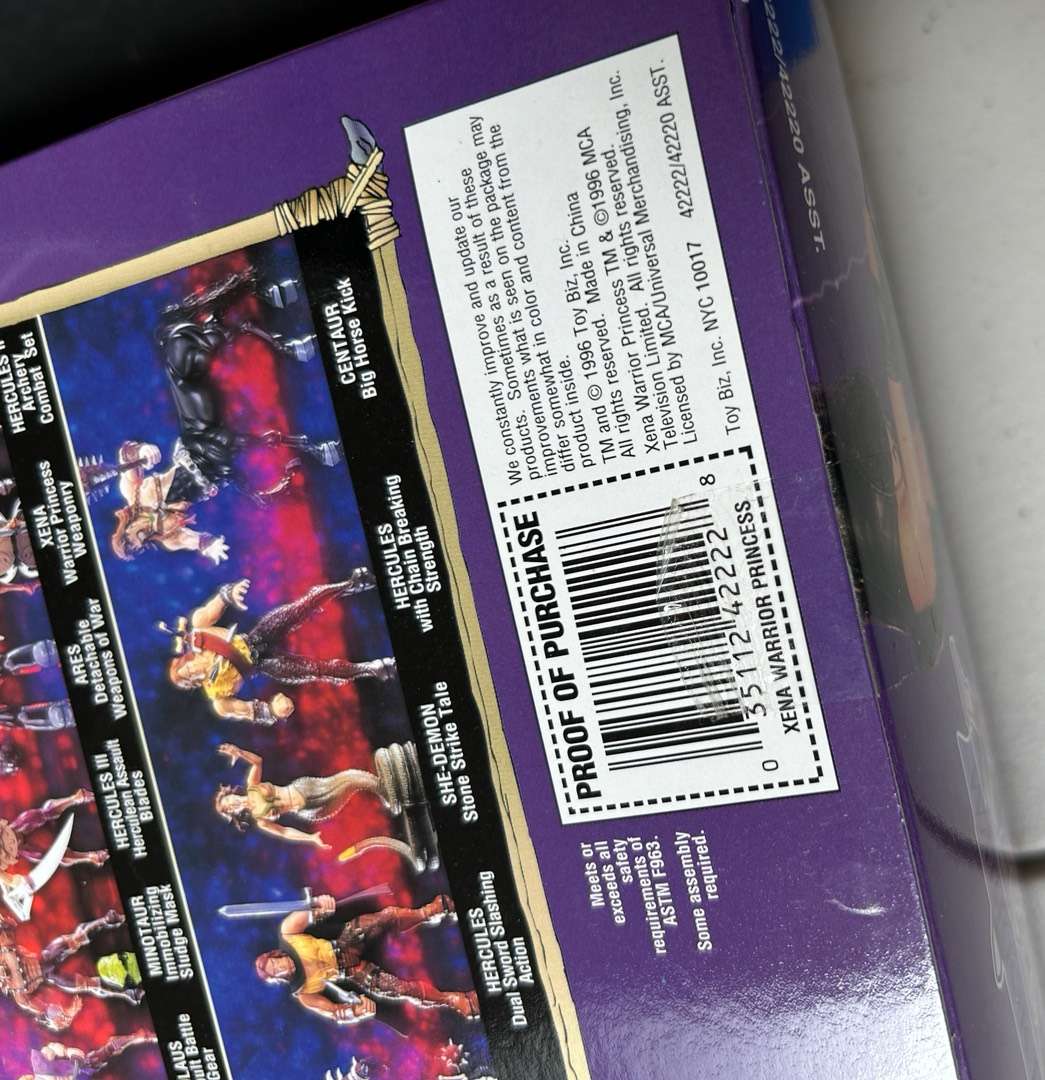 HERCULES II
Archery
Combat Set
XENA
Warrior Princess
Weaponry
ARES
Detachable
Weapons of War
HERCULES III
Herculean Assault
Blades
MINOTAUR
Immobilizing
Sludge Mask
LAUS
ult Battle
Gear
CENTAUR
Big Horse Kick
HERCULES
with Chain Breaking
Strength
SHE-DEMON
Stone Strike Tale
HERCULES
Dual Sword Slashing
Action
We constantly improve and update our
products. Sometimes as a result of these
improvements what is seen on the package may
differ somewhat in color and content from the
product inside.
TM and © 1996 Toy Biz, Inc.
All rights reserved. Made in China
Xena Warrior Princess TM & ©1996 MCA
Television Limited. All rights reserved.
Licensed by MCA/Universal Merchandising, Inc.
Toy Biz, Inc. NYC 10017 42222/42220 ASST.
PROOF OF PURCHASE
0 35112 42222 8
XENA WARRIOR PRINCESS
Meets or
exceeds all
safety
requirements of
ASTM F963.
Some assembly
required.
222/42220 ASST.